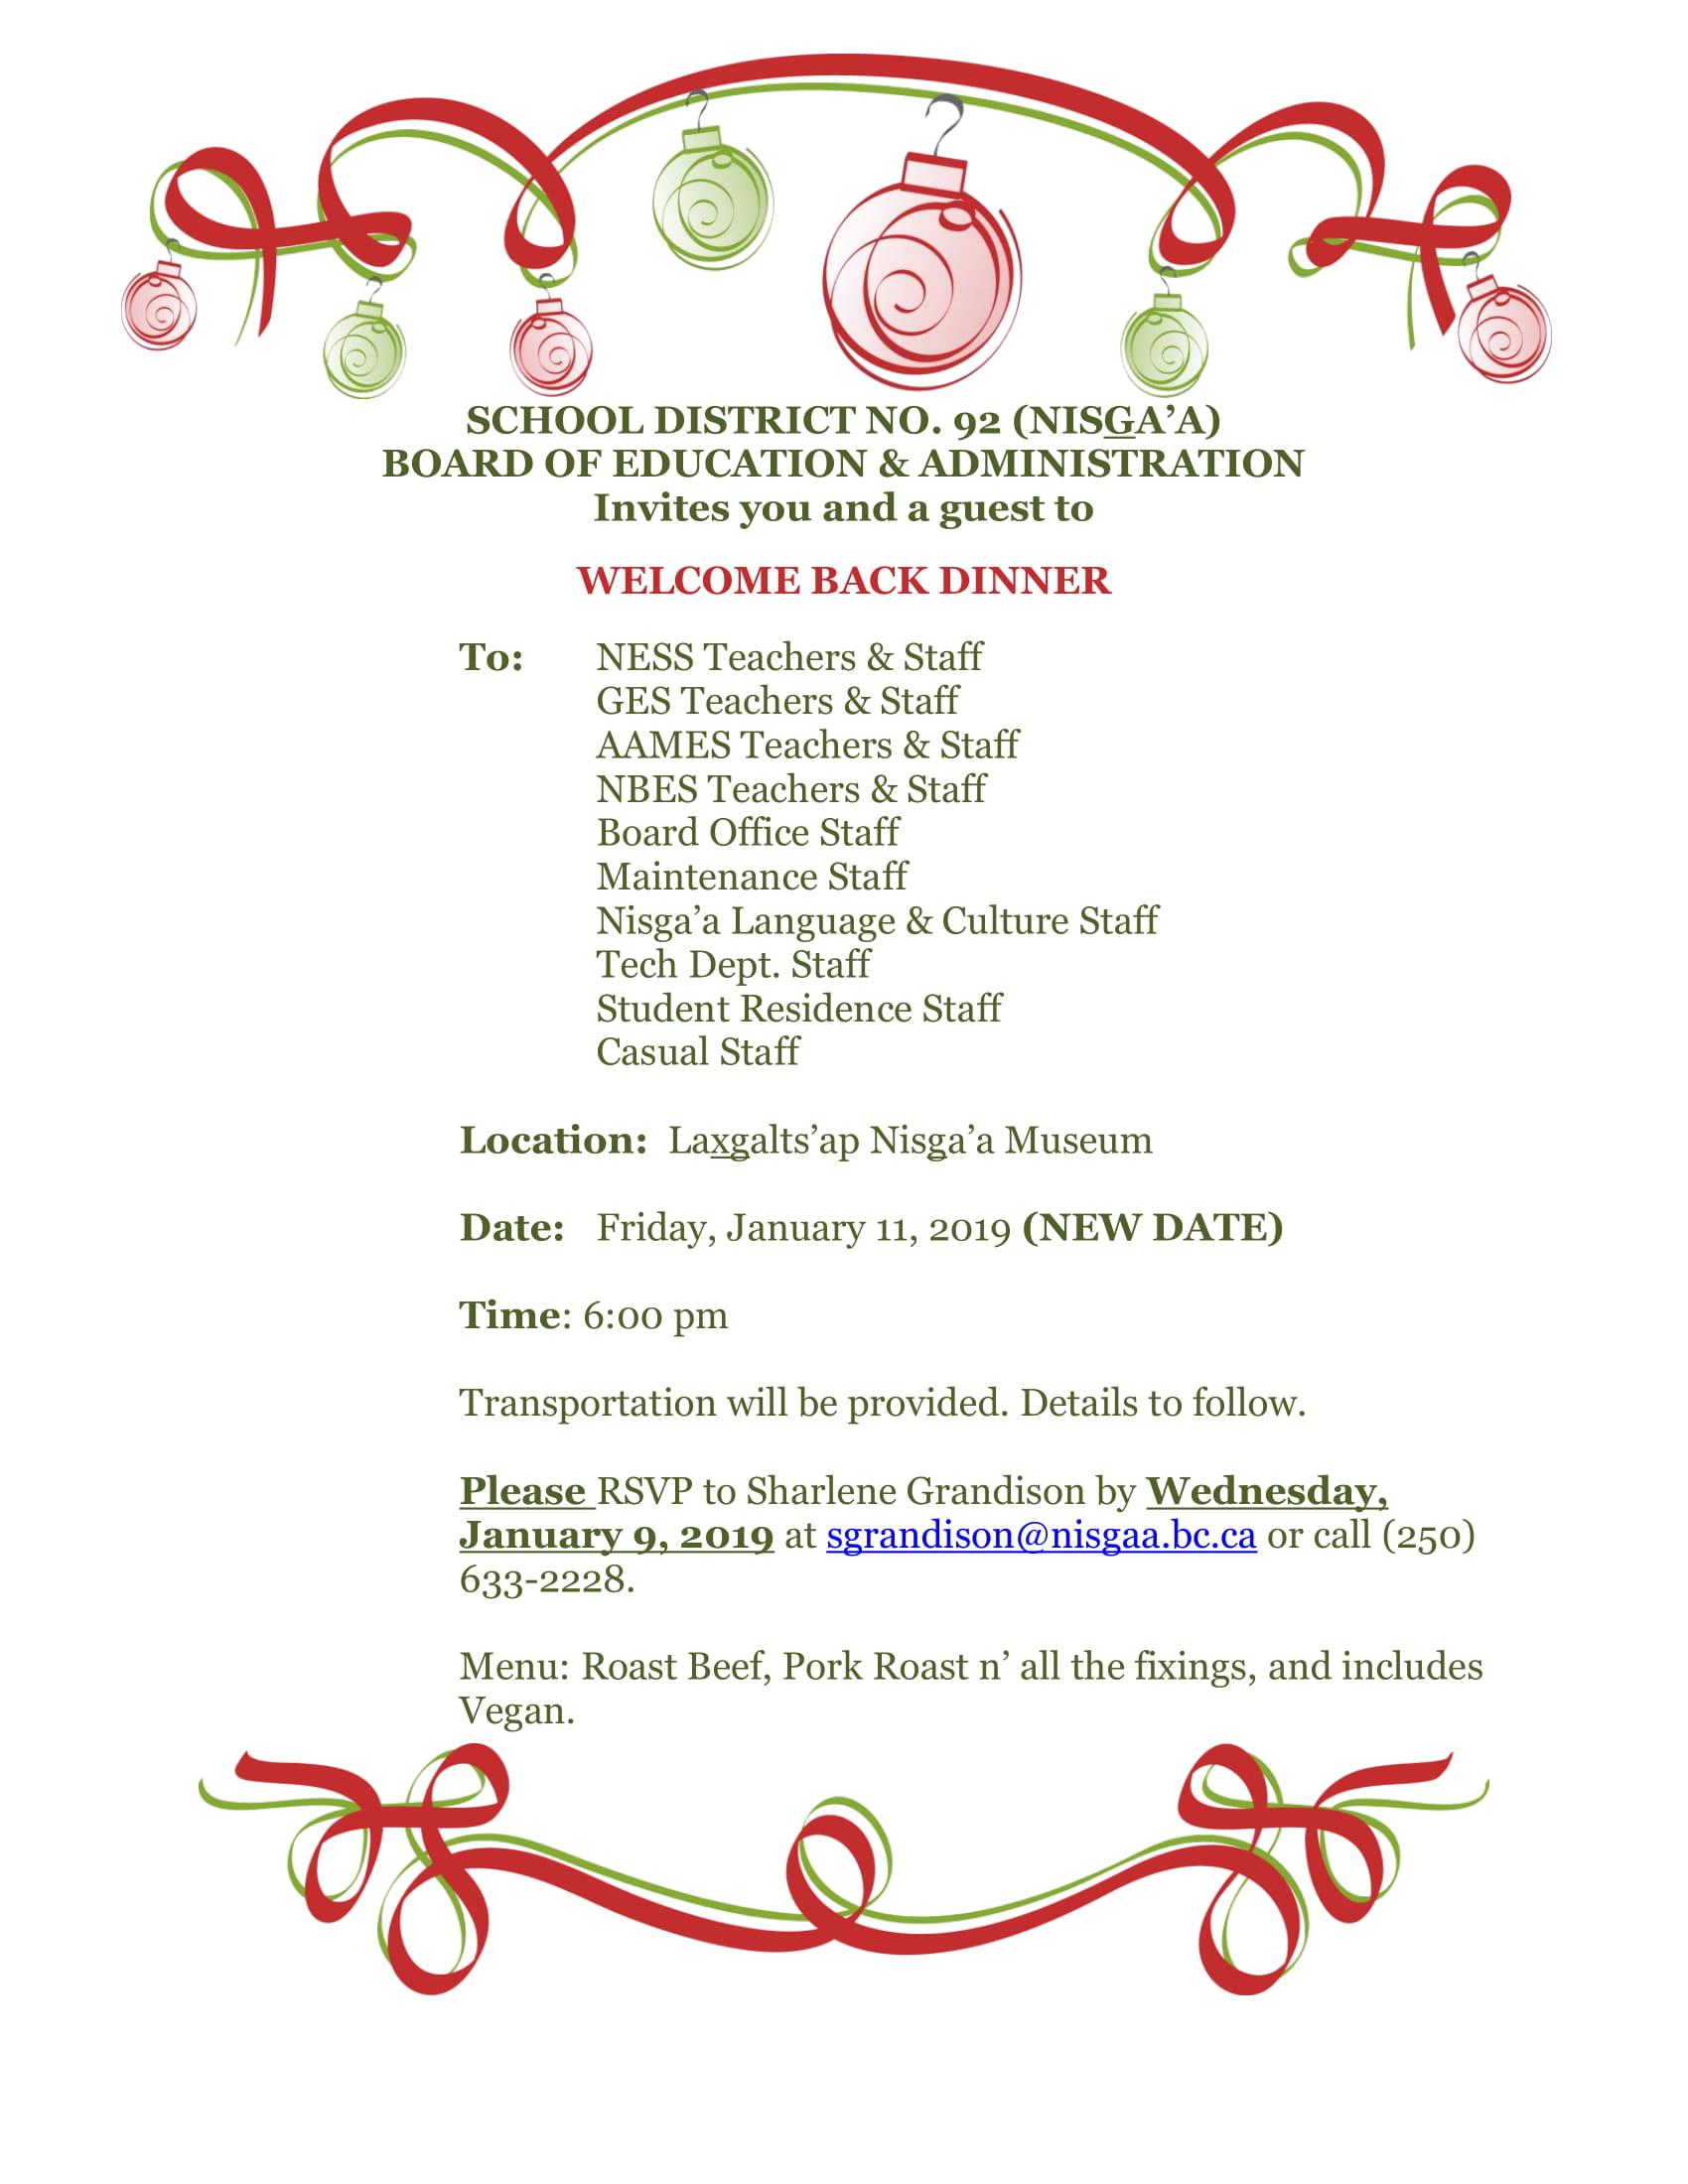 SCHOOL DISTRICT NO. 92 (NISG̲A’A)
BOARD OF EDUCATION & ADMINISTRATION
Invites you and a guest to
WELCOME BACK DINNER
To: NESS Teachers & Staff
GES Teachers & Staff
AAMES Teachers & Staff
NBES Teachers & Staff
Board Office Staff
Maintenance Staff
Nisga’a Language & Culture Staff
Tech Dept. Staff
Student Residence Staff
Casual Staff
Location: Lax̲g̲alts’ap Nisg̲a’a Museum
Date: Friday, January 11, 2019 (NEW DATE)
Time: 6:00 pm
Transportation will be provided. Details to follow.
Please RSVP to Sharlene Grandison by Wednesday,
January 9, 2019 at sgrandison@nisgaa.bc.ca or call (250)
633-2228.
Menu: Roast Beef, Pork Roast n’ all the fixings, and includes
Vegan.